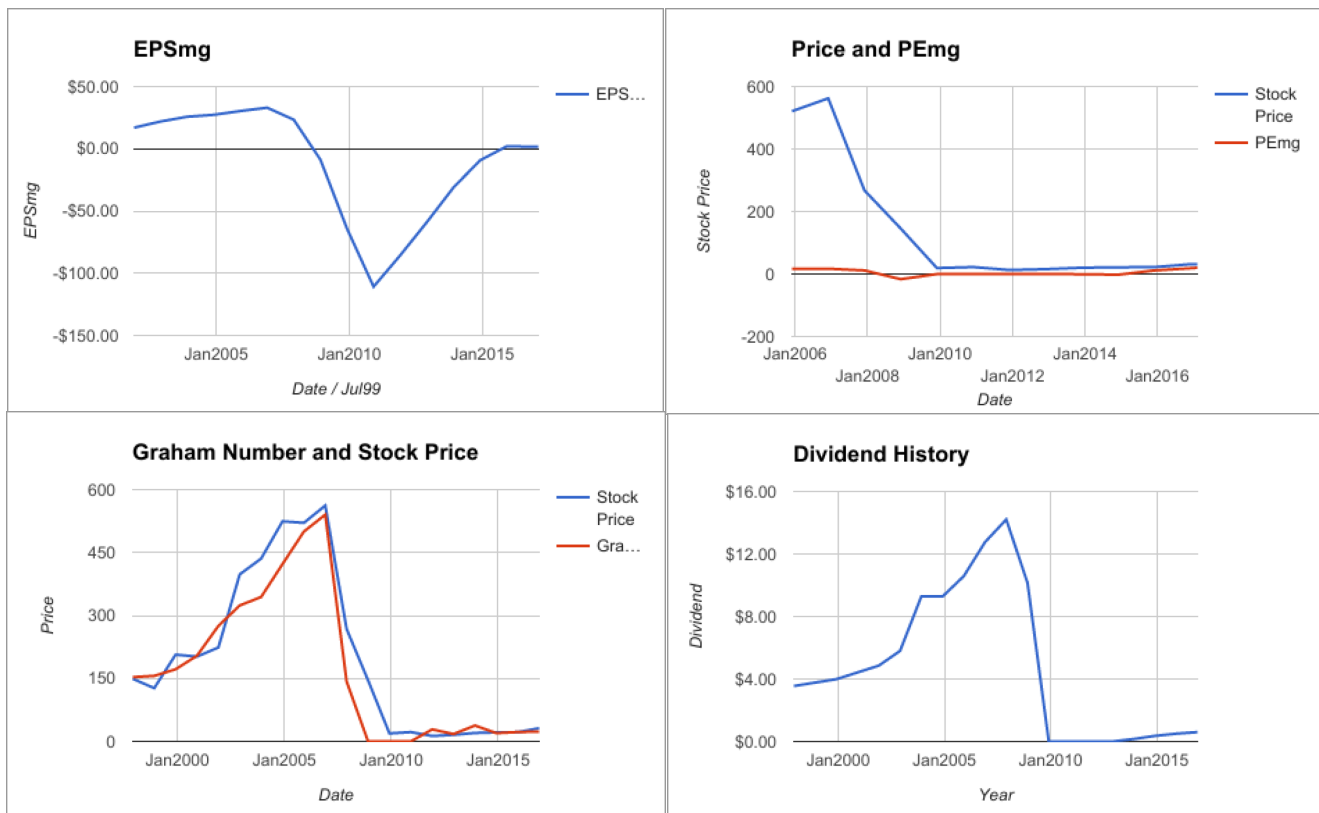 EPSmg
$50.00
$0.00
-$50.00
-$100.00
-$150.00
EPSmg
Jan2005
Jan2010
Jan2015
Date / Jul99
EPS…
Price and PEmg
600
400
200
0
-200
Stock Price
Jan2006
Jan2008
Jan2010
Jan2012
Jan2014
Jan2016
Date
Stock
Price
PEmg
Graham Number and Stock Price
600
450
300
150
0
Price
Jan2000
Jan2005
Jan2010
Jan2015
Date
Stock
Price
Gra…
Dividend History
$16.00
$12.00
$8.00
$4.00
$0.00
Dividend
Jan2000
Jan2005
Jan2010
Jan2015
Year